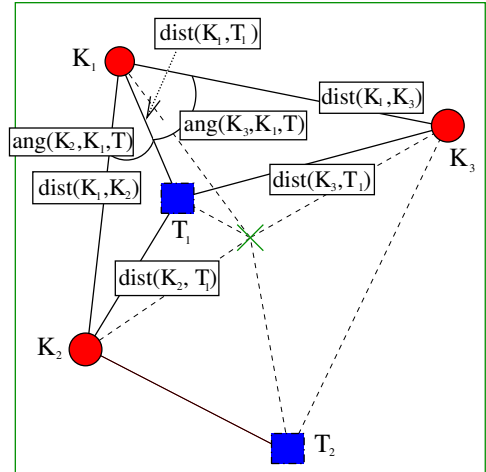 dist(K₁,T₁)
K₁
dist(K₁,K₃)
ang(K₃,K₁,T)
ang(K₂,K₁,T)
K₃
dist(K₃,T₁)
dist(K₁,K₂)
T₁
dist(K₂, T₁)
K₂
T₂